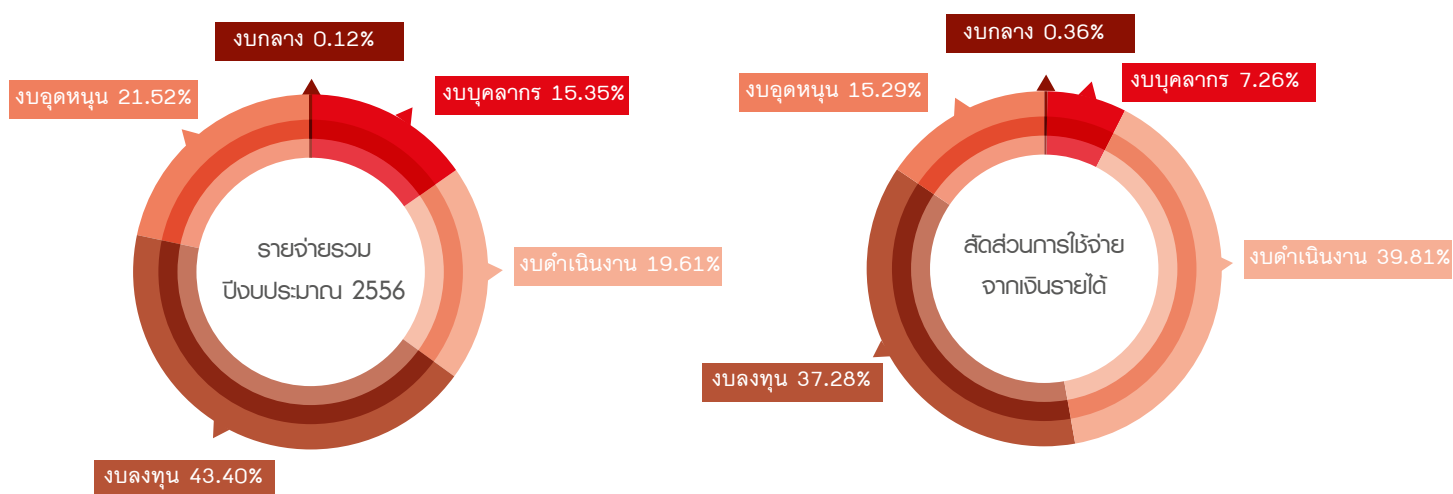 งบกลาง 0.12%
งบอุดหนุน 21.52%
งบบุคลากร 15.35%
รายจ่ายรวม
ปีงบประมาณ 2556
งบดำเนินงาน 19.61%
งบลงทุน 43.40%
งบกลาง 0.36%
งบอุดหนุน 15.29%
งบบุคลากร 7.26%
สัดส่วนการใช้จ่าย
จากเงินรายได้
งบดำเนินงาน 39.81%
งบลงทุน 37.28%